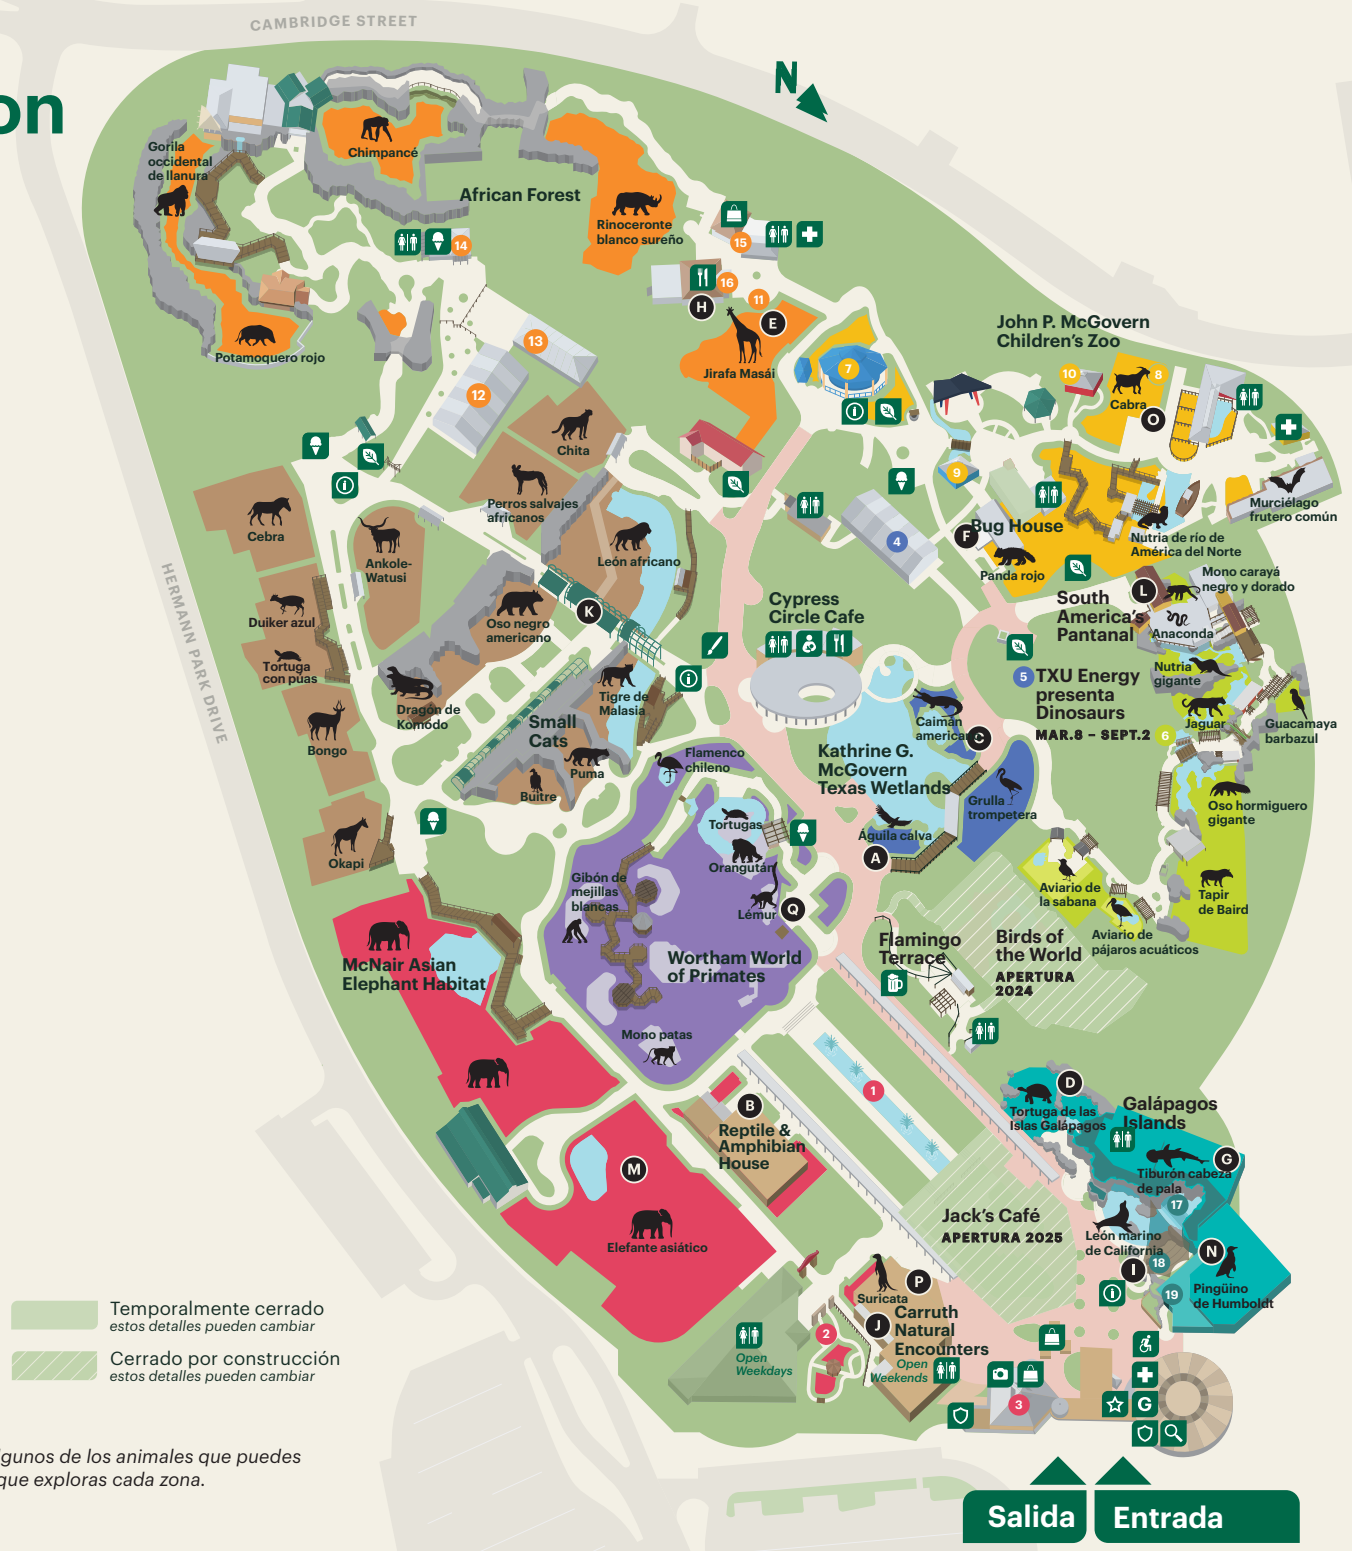 CAMBRIDGE STREET
on
N
Gorila
occidental
de llanura
Chimpancé
African Forest
Rinoceronte
blanco sureño
14
15
16
11
H
E
Potamoquero rojo
13
12
Jirafa Masái
7
John P. McGovern
Children's Zoo
10
8
Cabra
O
Chita
9
Perros salvajes
africanos
Cebra
Ankole-
Watusi
León africano
4
F
Bug House
Murciélago
frutero común
Nutria de río de
América del Norte
Panda rojo
HERMANN PARK DRIVE
Duiker azul
Oso negro
americano
K
Cypress
Circle Cafe
L
Mono carayá
negro y dorado
South
America's
Pantanal
Anaconda
Tortuga
con púas
Dragón de
Komodo
Tigre de
Malasia
Nutria
gigante
5
TXU Energy
presenta
Dinosaurs
MAR.8 – SEPT.2
6
Jaguar
Guacamaya
barbazul
Bongo
Small
Cats
Puma
Buitre
Flamenco
chileno
Caimán
americano
C
Kathrine G.
McGovern
Texas Wetlands
Grulla
trompetera
Oso hormiguero
gigante
Okapi
Tortugas
Águila calva
A
Orangután
Gibón de
mejillas
blancas
Lémur
Q
Aviario de
la sabana
Tapir
de Baird
Aviario de
pájaros acuáticos
McNair Asian
Elephant Habitat
Wortham World
of Primates
Flamingo
Terrace
Birds of
the World
APERTURA
2024
Mono patas
1
B
Reptile &
Amphibian
House
D
Tortuga de las
Islas Galápagos
Galápagos
Islands
G
Tiburón cabeza
de pala
M
Elefante asiático
17
Jack's Café
APERTURA 2025
León marino
de California
18
N
I
Pingüino
de Humboldt
19
Suricata
P
J
Carruth
Natural
Encounters
2
Open
Weekdays
Open
Weekends
3
G
Temporalmente cerrado
estos detalles pueden cambiar
Cerrado por construcción
estos detalles pueden cambiar
lgunos de los animales que puedes
que exploras cada zona.
Salida
Entrada